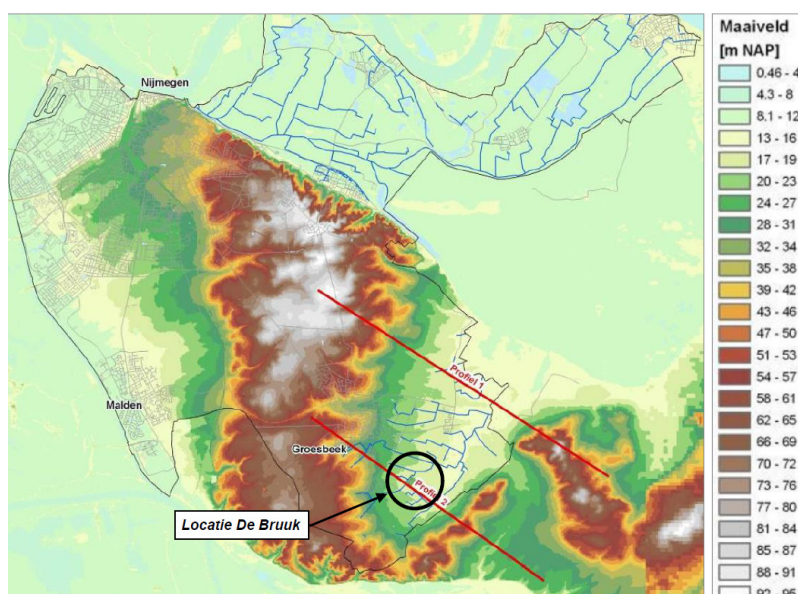 Nijmegen
Malden
Groesbeek
Profiel 1
Profiel 2
Locatie De Bruuk
Maaiveld
[m NAP]
0.46 - 4
4.3 - 8
8.1 - 12
13 - 16
17 - 19
20 - 23
24 - 27
28 - 31
32 - 34
35 - 38
39 - 42
43 - 46
47 - 50
51 - 53
54 - 57
58 - 61
62 - 65
66 - 69
70 - 72
73 - 76
77 - 80
81 - 84
85 - 87
88 - 91
92 - 95